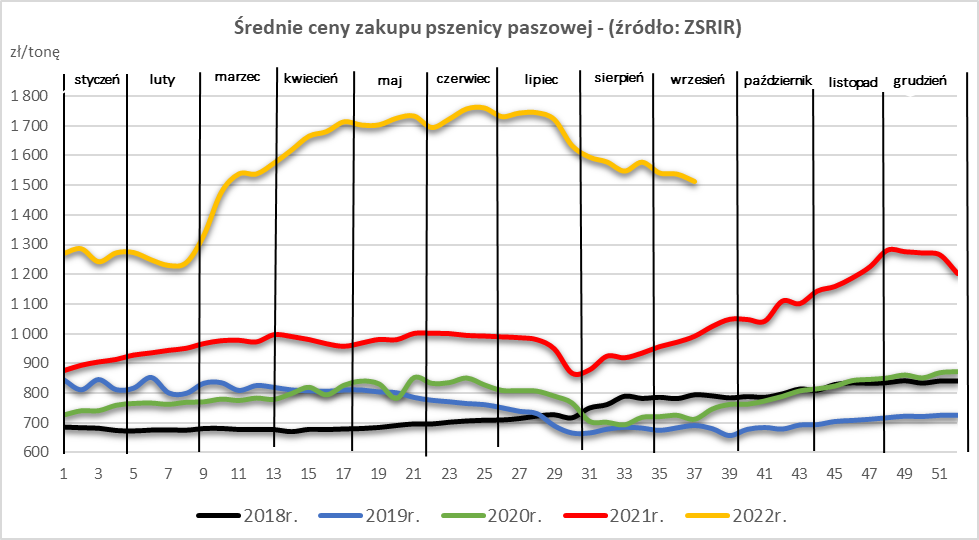 Średnie ceny zakupu pszenicy paszowej - (źródło: ZSRIR)
zł/tonę
styczeń luty marzec kwiecień maj czerwiec lipiec sierpień wrzesień październik listopad grudzień
1 800
1 700
1 600
1 500
1 400
1 300
1 200
1 100
1 000
900
800
700
600
1 3 5 7 9 11 13 15 17 19 21 23 25 27 29 31 33 35 37 39 41 43 45 47 49 51
2018r. 2019r. 2020r. 2021r. 2022r.